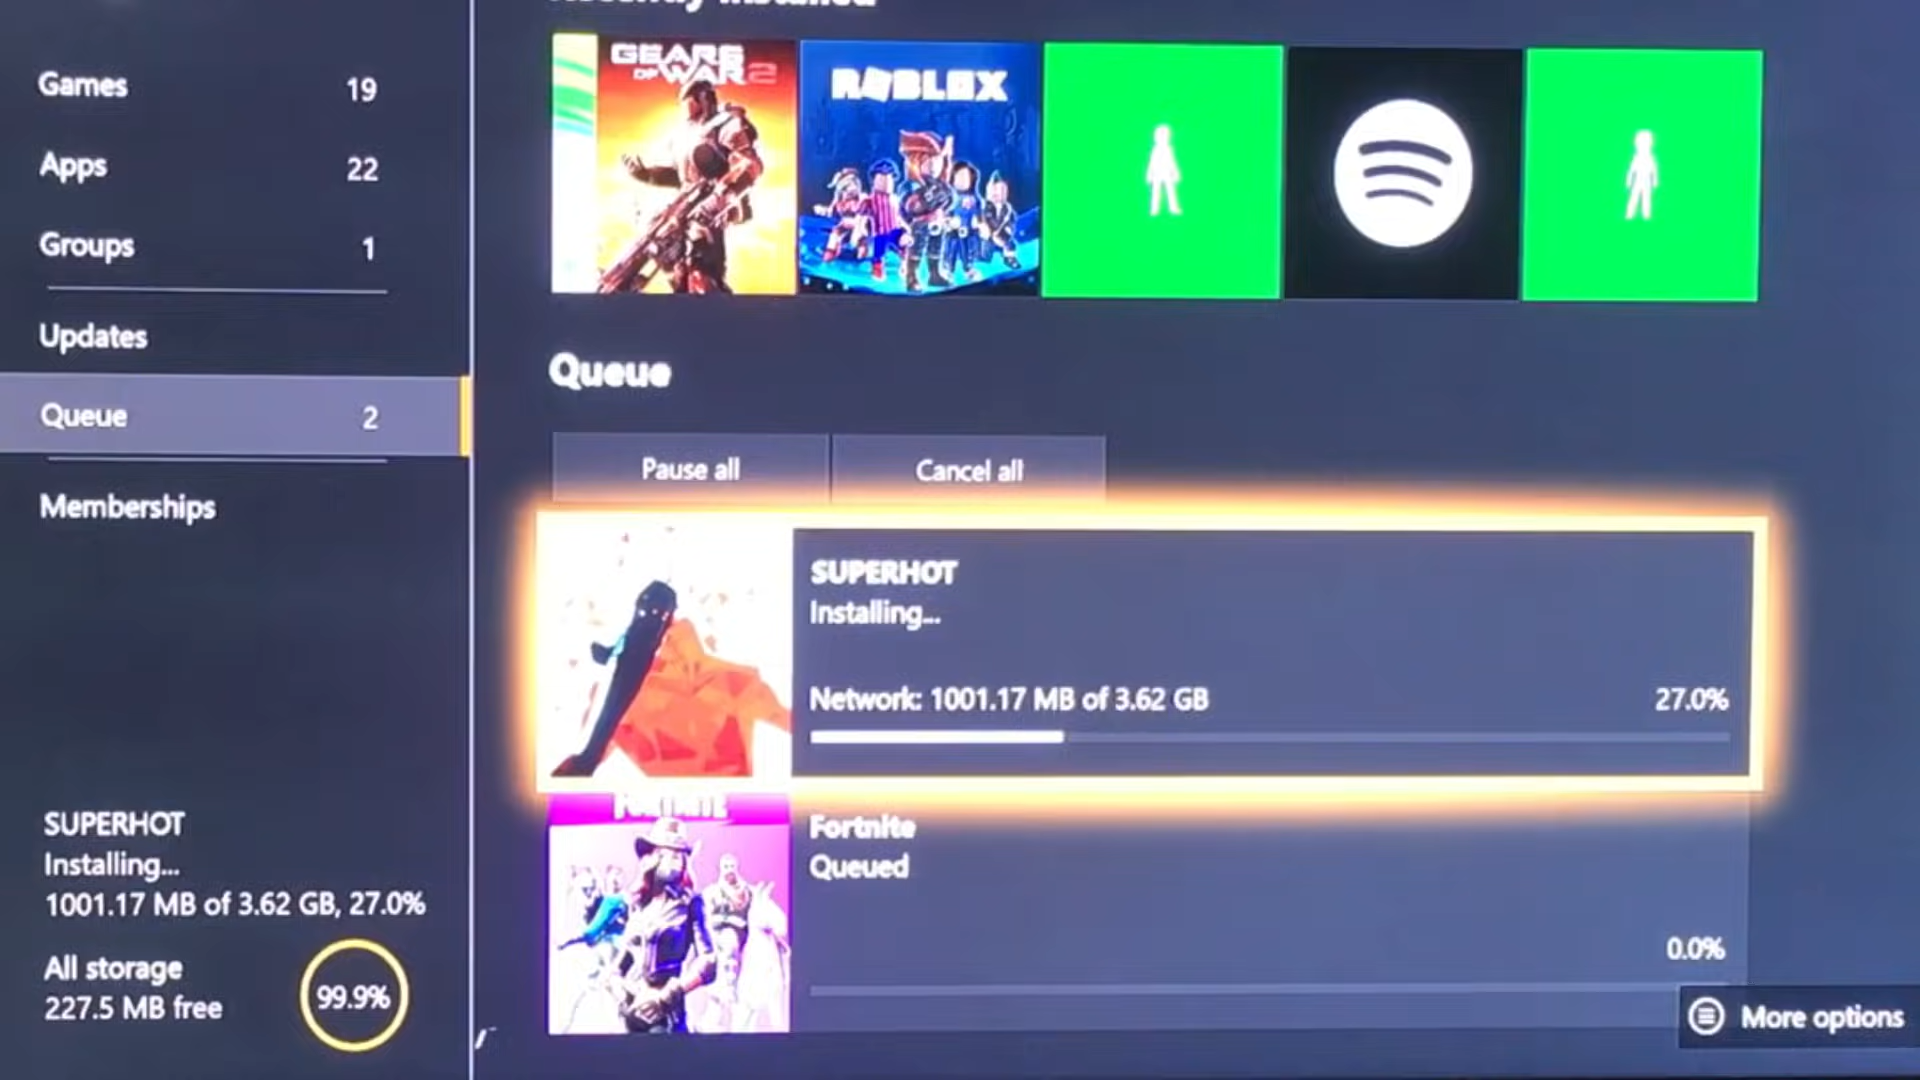 Recently installed
Games 19
Apps 22
Groups 1
Updates
Queue 2
Memberships
SUPERHOT
Installing...
1001.17 MB of 3.62 GB, 27.0%
All storage
227.5 MB free
99.9%
GEARS
OF WAR 2
ROBLOX
Queue
Pause all
Cancel all
SUPERHOT
Installing...
Network: 1001.17 MB of 3.62 GB
27.0%
FORTNITE
Fortnite
Queued
0.0%
More options